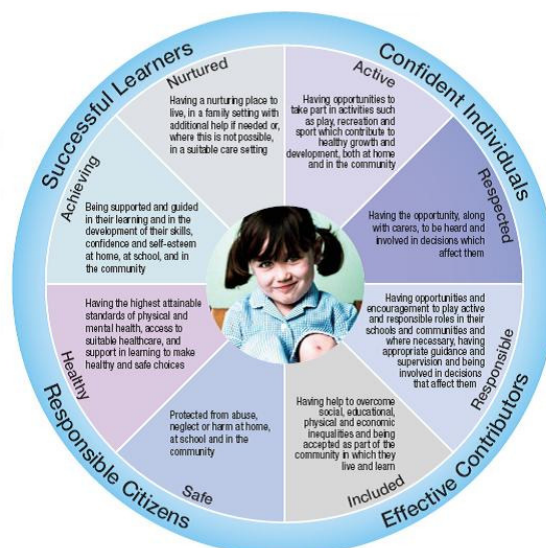 Successful Learners
Confident Individuals
Nurtured
Having a nurturing place to
live, in a family setting with
additional help if needed or,
where this is not possible,
in a suitable care setting
Active
Having opportunities to
take part in activities such
as play, recreation and
sport which contribute to
healthy growth and
development, both at home
and in the community
Respected
Having the opportunity, along
with carers, to be heard and
involved in decisions which
affect them
Responsible
Having opportunities and
encouragement to play active
and responsible roles in their
schools and communities and
where necessary, having
appropriate guidance and
supervision and being
involved in decisions
that affect them
Included
Having help to overcome
social, educational,
physical and economic
inequalities and being
accepted as part of the
community in which they
live and learn
Safe
Protected from abuse,
neglect or harm at home,
at school and in the
community
Healthy
Having the highest attainable
standards of physical and
mental health, access to
suitable healthcare, and
support in learning to make
healthy and safe choices
Achieving
Being supported and guided
in their learning and in the
development of their skills,
confidence and self-esteem
at home, at school, and in
the community
Responsible Citizens
Effective Contributors